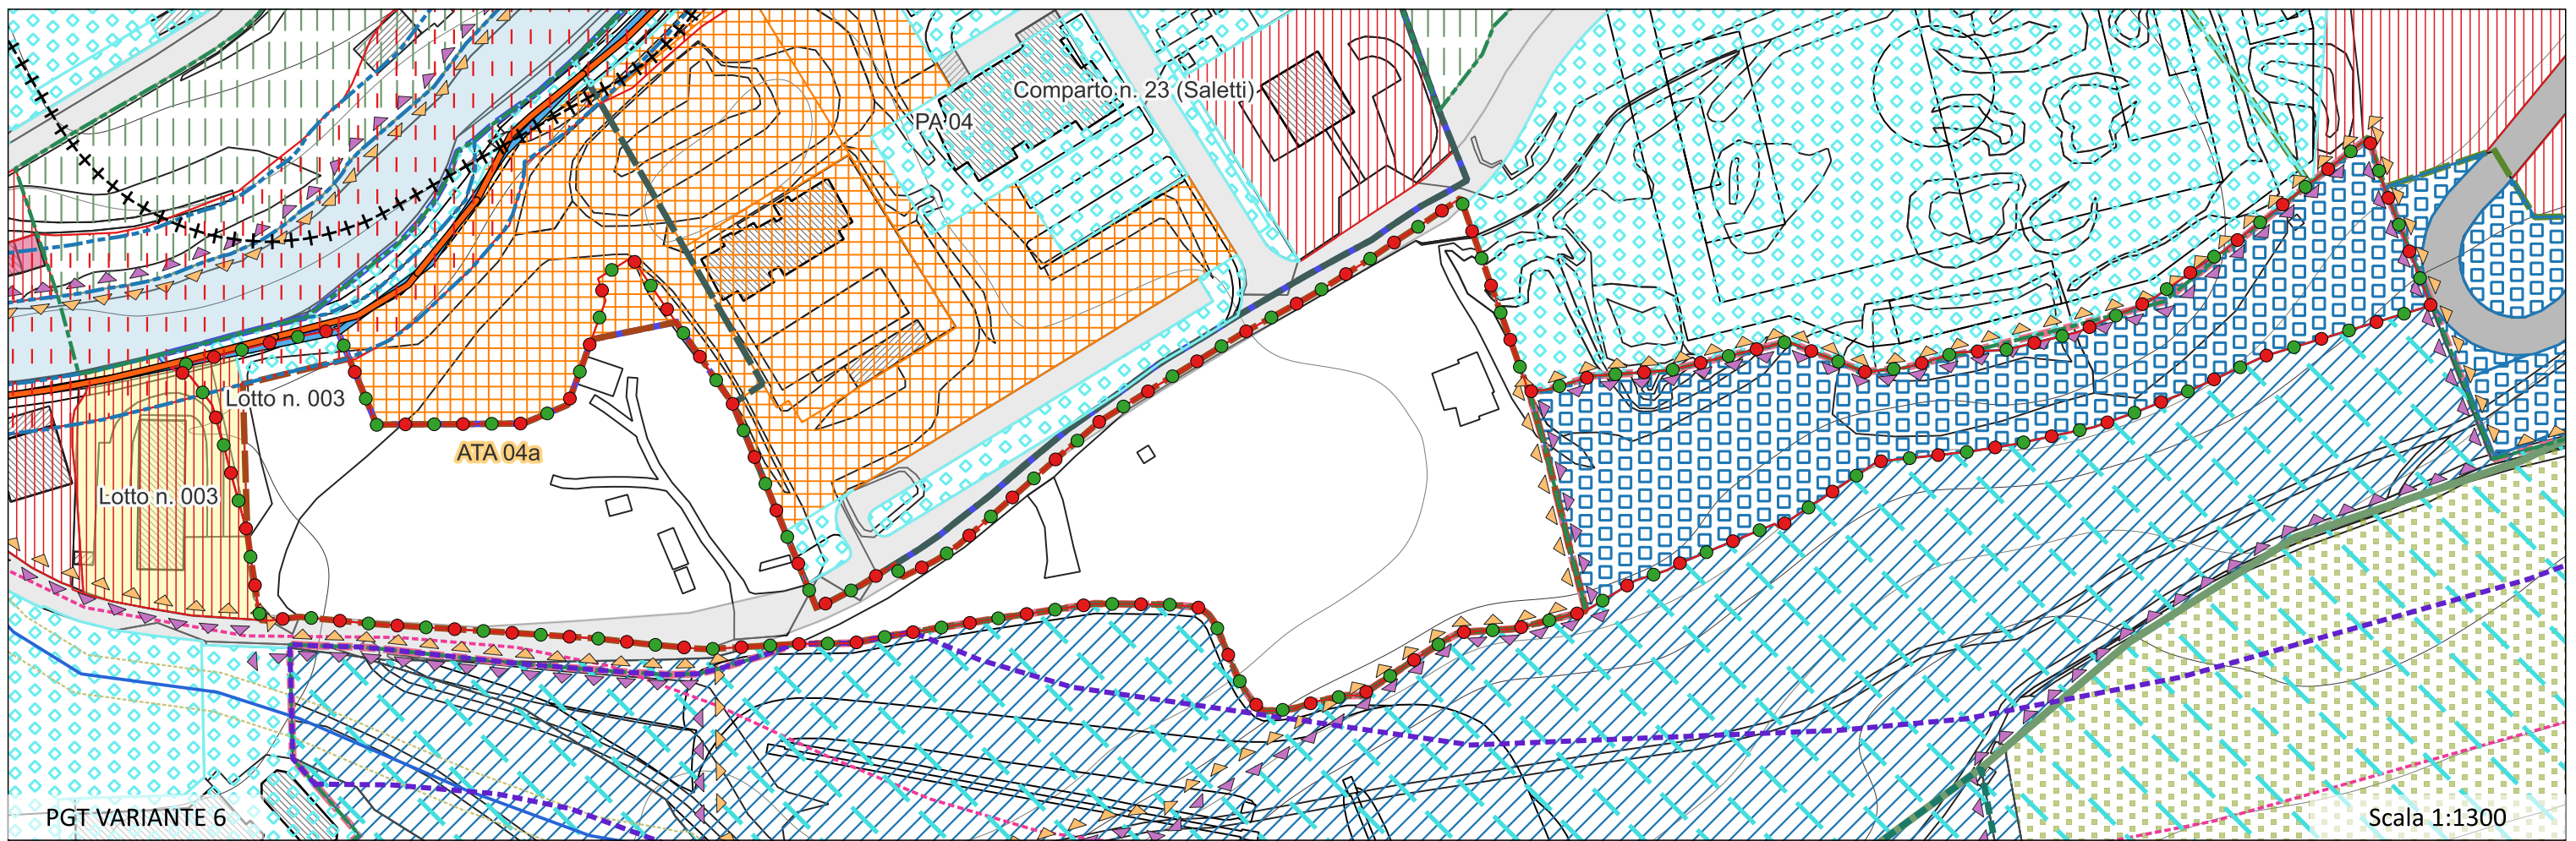 Comparto n. 23 (Saletti)
PA 04
Lotto n. 003
ATA 04a
Lotto n. 003
PGT VARIANTE 6
Scala 1:1300